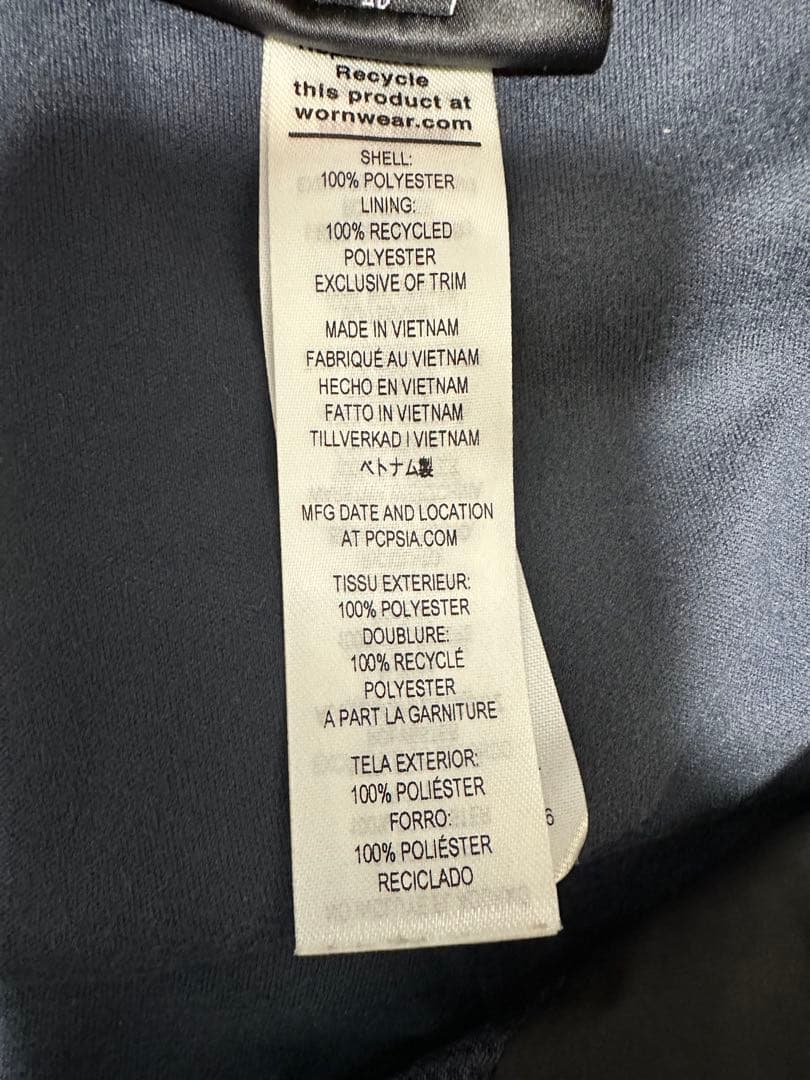 Recycle
this product at
wornwear.com
SHELL:
100% POLYESTER
LINING:
100% RECYCLED
POLYESTER
EXCLUSIVE OF TRIM
MADE IN VIETNAM
FABRIQUÉ AU VIETNAM
HECHO EN VIETNAM
FATTO IN VIETNAM
TILLVERKAD I VIETNAM
ベトナム製
MFG DATE AND LOCATION
AT PCPSIA.COM
TISSU EXTERIEUR:
100% POLYESTER
DOUBLURE:
100% RECYCLÉ
POLYESTER
A PART LA GARNITURE
TELA EXTERIOR:
100% POLIÉSTER
FORRO:
100% POLIÉSTER
RECICLADO
6